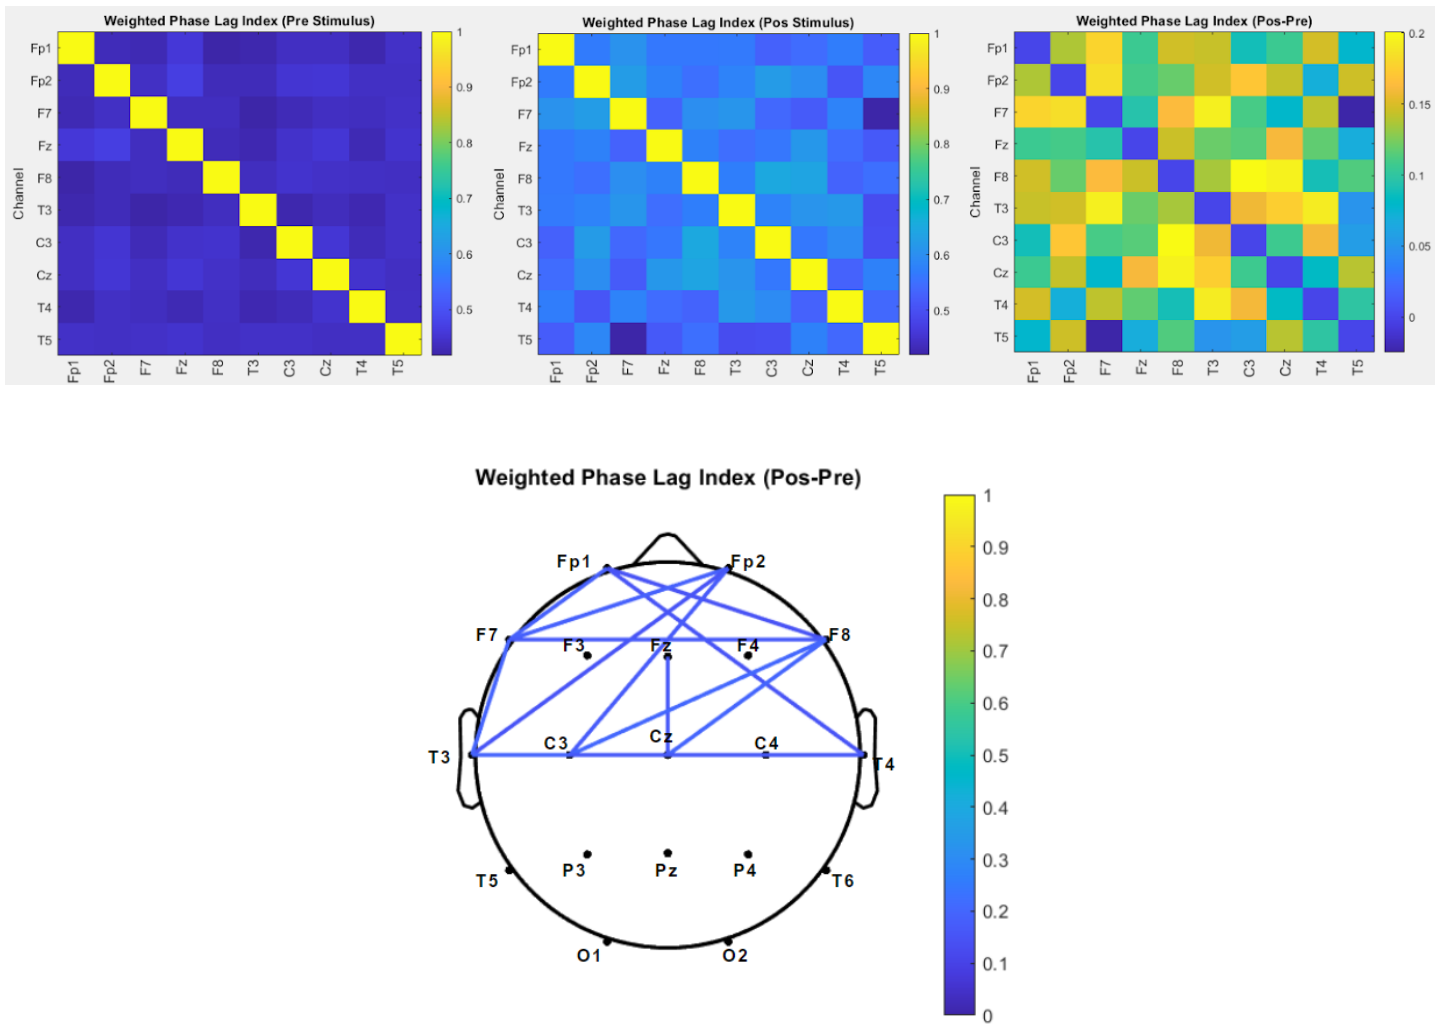 Weighted Phase Lag Index (Pre Stimulus)
Channel
Fp1
Fp2
F7
Fz
F8
T3
C3
Cz
T4
T5
Fp1 Fp2 F7 Fz F8 T3 C3 Cz T4 T5
1
0.9
0.8
0.7
0.6
0.5
Weighted Phase Lag Index (Pos Stimulus)
Channel
Fp1
Fp2
F7
Fz
F8
T3
C3
Cz
T4
T5
Fp1 Fp2 F7 Fz F8 T3 C3 Cz T4 T5
1
0.9
0.8
0.7
0.6
0.5
Weighted Phase Lag Index (Pos-Pre)
Channel
Fp1
Fp2
F7
Fz
F8
T3
C3
Cz
T4
T5
Fp1 Fp2 F7 Fz F8 T3 C3 Cz T4 T5
0.2
0.15
0.1
0.05
0
Weighted Phase Lag Index (Pos-Pre)
Fp1 Fp2
F7 F8
F3 Fz F4
T3 C3 Cz C4 T4
T5 P3 Pz P4 T6
O1 O2
1
0.9
0.8
0.7
0.6
0.5
0.4
0.3
0.2
0.1
0